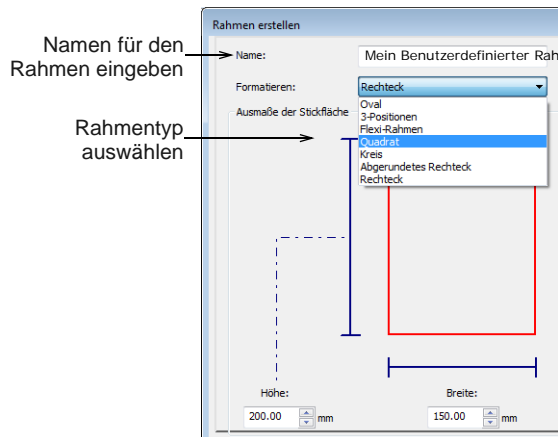 Rahmen erstellen
Namen für den
Rahmen eingeben
Name:
Mein Benutzerdefinierter Rah
Formatieren:
Rechteck
Ausmaße der Stickfläche
Oval
3-Positionen
Flexi-Rahmen
Quadrat
Kreis
Abgerundetes Rechteck
Rechteck
Rahmentyp
auswählen
Höhe:
Breite:
200.00 mm
150.00 mm